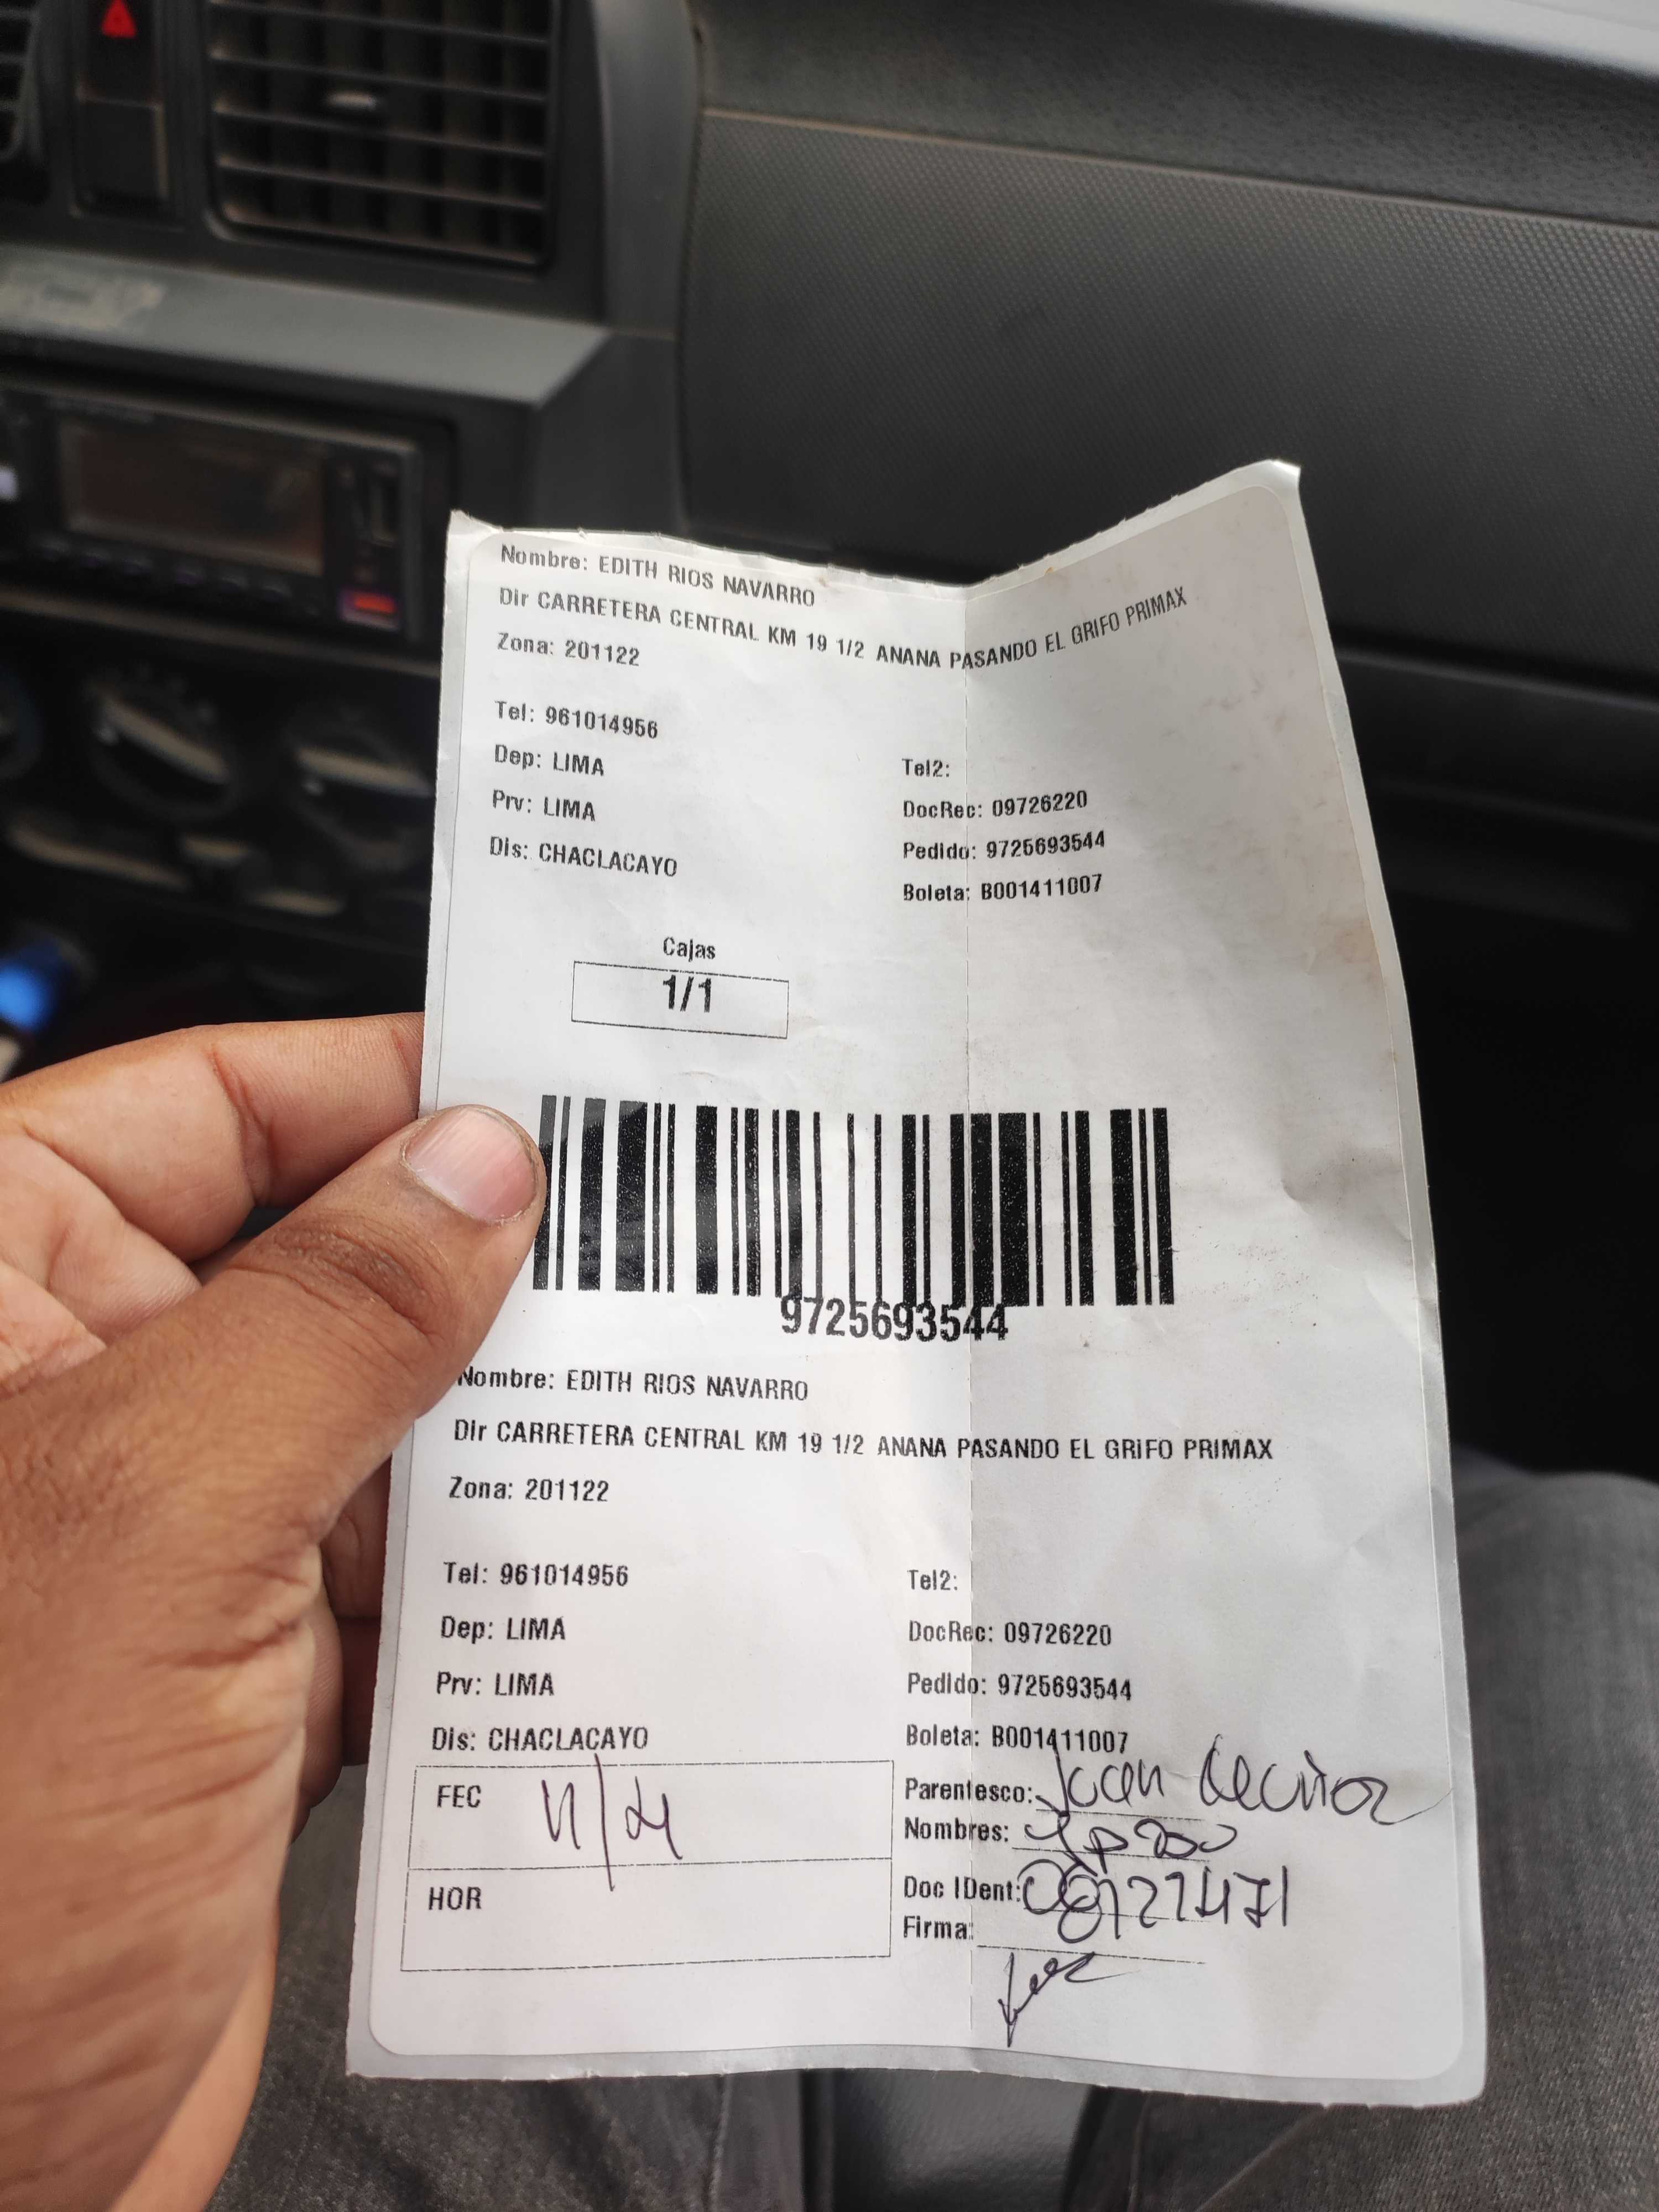 Nombre: EDITH RIOS NAVARRO
Dir CARRETERA CENTRAL KM 19 1/2 ANANA PASANDO EL GRIFO PRIMAX
Zona: 201122
Tel: 961014956
Dep: LIMA
Tel2:
Prv: LIMA
DocRec: 09726220
Dis: CHACLACAYO
Pedido: 9725693544
Boleta: B001411007
Cajas
1/1
9725693544
Nombre: EDITH RIOS NAVARRO
Dir CARRETERA CENTRAL KM 19 1/2 ANANA PASANDO EL GRIFO PRIMAX
Zona: 201122
Tel: 961014956
Tel2:
Dep: LIMA
DocRec: 09726220
Prv: LIMA
Pedido: 9725693544
Dis: CHACLACAYO
Boleta: B001411007
FEC
Parentesco: Juan
Nombres:
HOR
Doc IDent:
Firma: